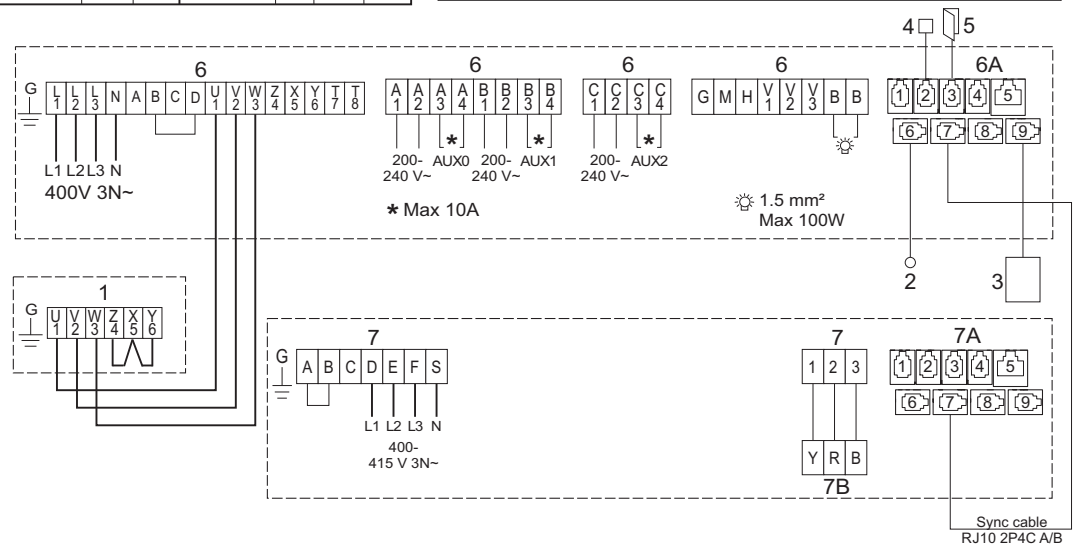 4 5
6 6 6 6A
G L1 L2 L3 N A B C D U1 V2 W3 Z4 X5 Y6 T7 T8
A1 A2 A3 A4 B1 B2 B3 B4
C1 C2 C3 C4
G M H V1 V2 V3 B B
1 2 3 4 5
6 7 8 9
L1 L2 L3 N
400V 3N~
200-
240 V~
* AUX0
200-
240 V~
* AUX1
200-
240 V~
* AUX2
* Max 10A
1.5 mm²
Max 100W
2 3
1
G U1 V2 W3 Z4 X5 Y6
7 7 7A
G A B C D E F S
L1 L2 L3 N
400-
415 V 3N~
1 2 3
Y R B
7B
1 2 3 4 5
6 7 8 9
Sync cable
RJ10 2P4C A/B